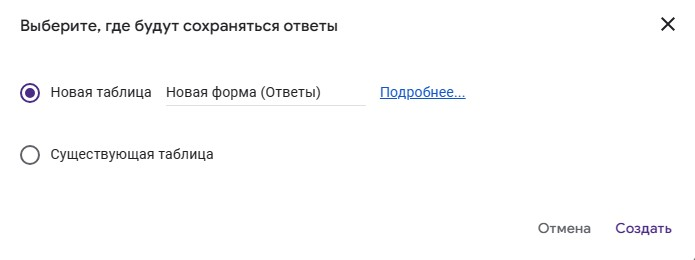 Выберите, где будут сохраняться ответы
Новая таблица Новая форма (Ответы) Подробнее...
Существующая таблица
Отмена Создать